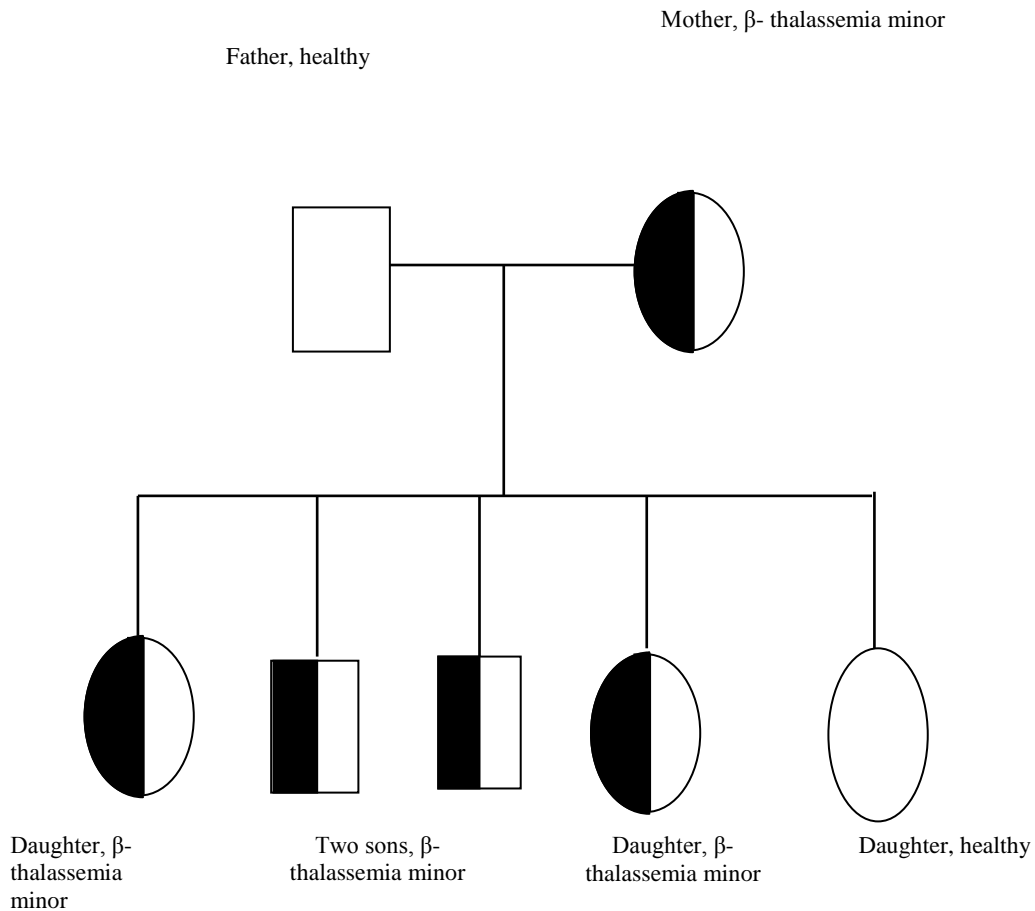 Mother, β- thalassemia minor
Father, healthy
Daughter, β-
thalassemia
minor
Two sons, β-
thalassemia minor
Daughter, β-
thalassemia minor
Daughter, healthy